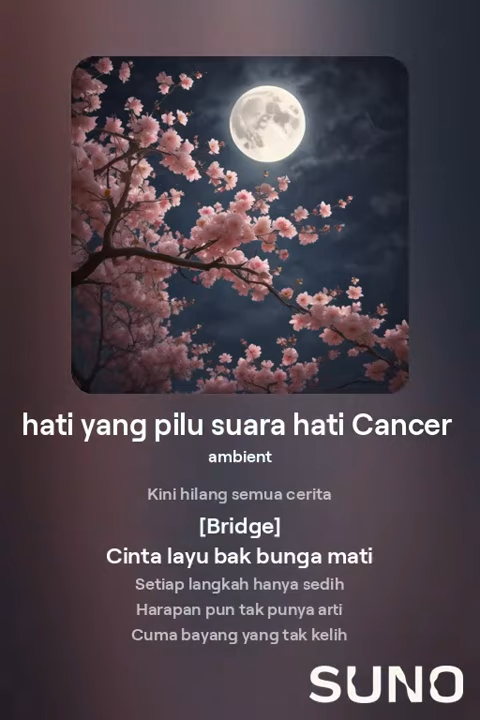 hati yang pilu suara hati Cancer
ambient
Kini hilang semua cerita
[Bridge]
Cinta layu bak bunga mati
Setiap langkah hanya sedih
Harapan pun tak punya arti
Cuma bayang yang tak kelih
SUNO